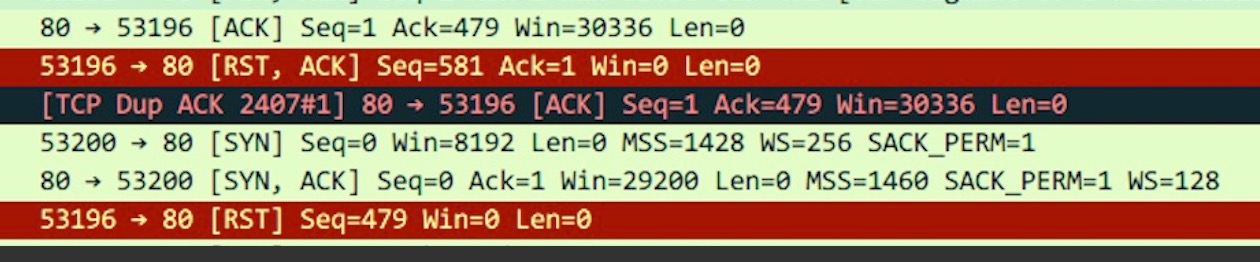 80 → 53196 [ACK] Seq=1 Ack=479 Win=30336 Len=0
53196 → 80 [RST, ACK] Seq=581 Ack=1 Win=0 Len=0
[TCP Dup ACK 2407#1] 80 → 53196 [ACK] Seq=1 Ack=479 Win=30336 Len=0
53200 → 80 [SYN] Seq=0 Win=8192 Len=0 MSS=1428 WS=256 SACK_PERM=1
80 → 53200 [SYN, ACK] Seq=0 Ack=1 Win=29200 Len=0 MSS=1460 SACK_PERM=1 WS=128
53196 → 80 [RST] Seq=479 Win=0 Len=0